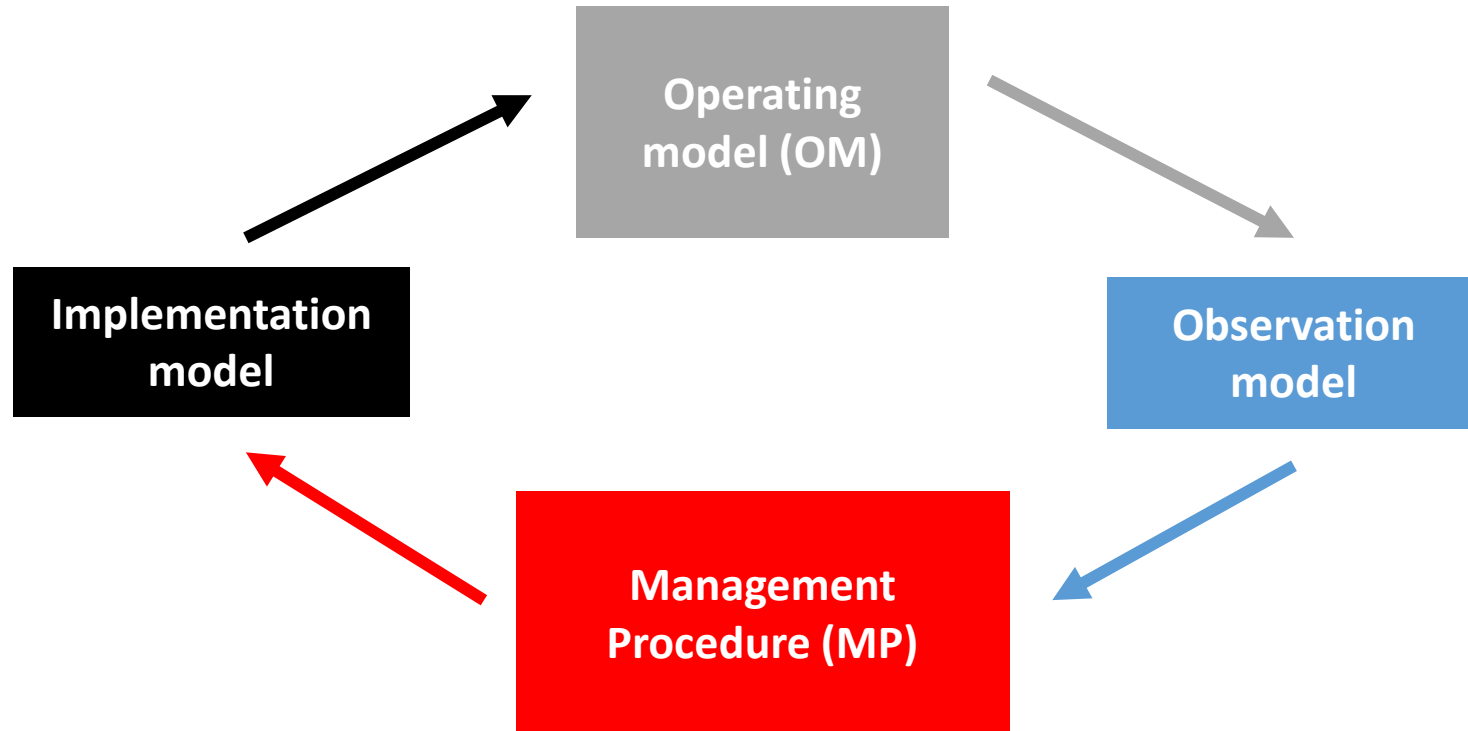 Operating
model (OM)
Implementation
model
Observation
model
Management
Procedure (MP)